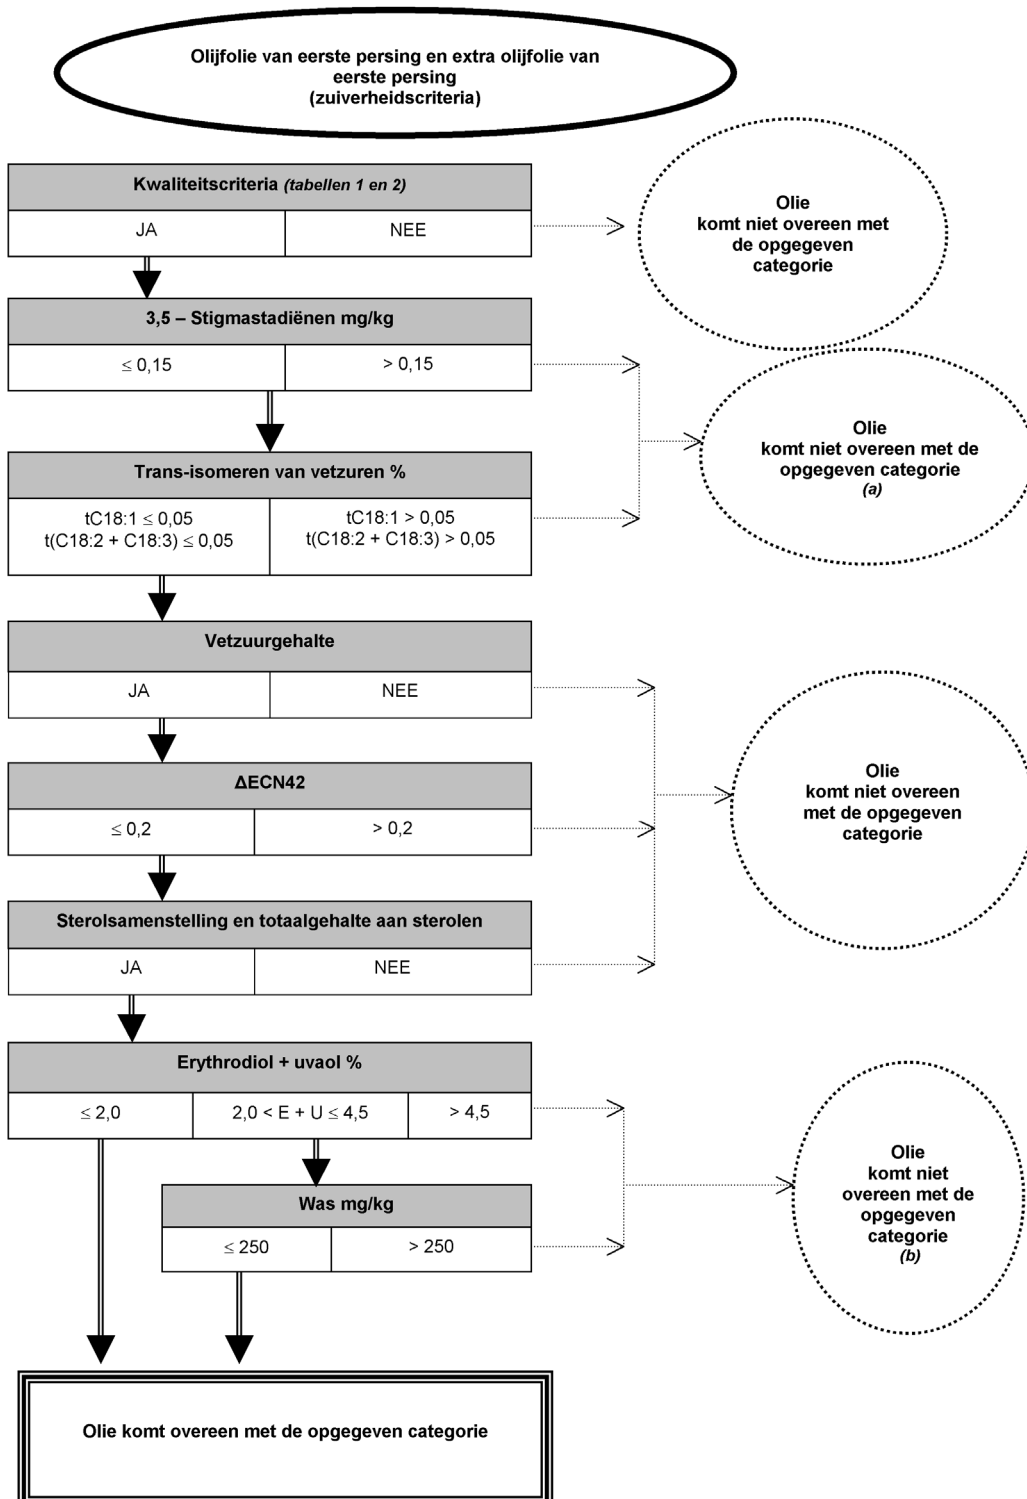 Olijfolie van eerste persing en extra olijfolie van
eerste persing
(zuiverheidscriteria)
Kwaliteitscriteria (tabellen 1 en 2)
JA
NEE
Olie
komt niet overeen met
de opgegeven
categorie
3,5 – Stigmastadiënen mg/kg
≤ 0,15
> 0,15
Olie
komt niet overeen met de
opgegeven categorie
(a)
Trans-isomeren van vetzuren %
tC18:1 ≤ 0,05
t(C18:2 + C18:3) ≤ 0,05
tC18:1 > 0,05
t(C18:2 + C18:3) > 0,05
Vetzuurgehalte
JA
NEE
ΔECN42
≤ 0,2
> 0,2
Olie
komt niet overeen
met de opgegeven
categorie
Sterolsamenstelling en totaalgehalte aan sterolen
JA
NEE
Erythrodiol + uvaol %
≤ 2,0
2,0 < E + U ≤ 4,5
> 4,5
Was mg/kg
≤ 250
> 250
Olie
komt niet
overeen met de
opgegeven
categorie
(b)
Olie komt overeen met de opgegeven categorie